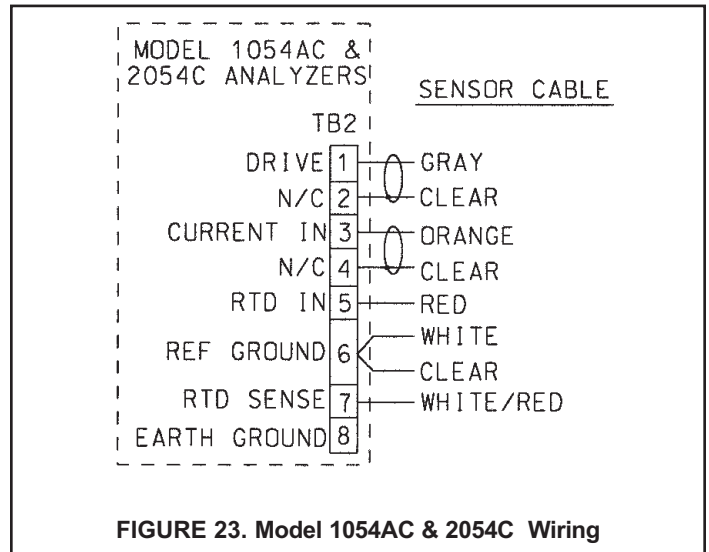 MODEL 1054AC &
2054C ANALYZERS
SENSOR CABLE
TB2
DRIVE 1 GRAY
N/C 2 CLEAR
CURRENT IN 3 ORANGE
N/C 4 CLEAR
RTD IN 5 RED
WHITE
REF GROUND 6
CLEAR
RTD SENSE 7 WHITE/RED
EARTH GROUND 8
FIGURE 23. Model 1054AC & 2054C Wiring